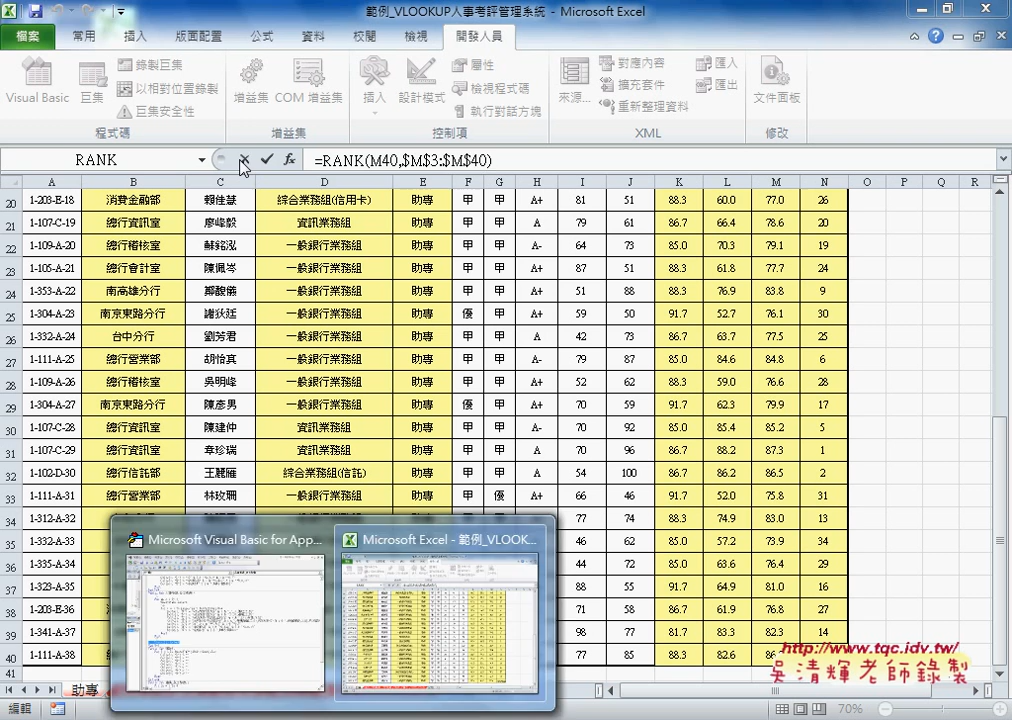 範例_VLOOKUP人事考評管理系統 - Microsoft Excel
檔案 常用 插入 版面配置 公式 資料 校閱 檢視 開發人員
Visual Basic 巨集 錄製巨集 以相對位置錄製 巨集安全性 增益集 COM 增益集 插入 設計模式 屬性 檢視程式碼 執行對話方塊 來源... 對應內容 擴充套件 重新整理資料 匯入 匯出 文件面板
程式碼 增益集 控制項 XML 修改
RANK fx =RANK(M40,$M$3:$M$40)
A B C D E F G H I J K L M N O P Q R
20 1-203-E-18 消費金融部 賴佳慧 綜合業務組(信用卡) 助專 甲 甲 A+ 81 51 88.3 60.0 77.0 26
21 1-107-C-19 總行資訊室 廖峰毅 資訊業務組 助專 甲 甲 A 79 61 86.7 66.4 78.6 20
22 1-109-A-20 總行稽核室 蘇銘泓 一般銀行業務組 助專 甲 甲 A- 64 73 85.0 70.3 79.1 19
23 1-105-A-21 總行會計室 陳佩岑 一般銀行業務組 助專 甲 甲 A+ 87 51 88.3 61.8 77.7 24
24 1-353-A-22 南高雄分行 鄭馥儀 一般銀行業務組 助專 甲 甲 A+ 51 88 88.3 76.9 83.8 9
25 1-304-A-23 南京東路分行 謝狄廷 一般銀行業務組 助專 優 甲 A+ 59 50 91.7 52.7 76.1 30
26 1-332-A-24 台中分行 劉芳君 一般銀行業務組 助專 甲 甲 A 42 73 86.7 63.7 77.5 25
27 1-111-A-25 總行營業部 胡怡真 一般銀行業務組 助專 甲 甲 A- 79 87 85.0 84.6 84.8 6
28 1-109-A-26 總行稽核室 吳明峰 一般銀行業務組 助專 甲 甲 A+ 52 62 88.3 59.0 76.6 28
29 1-304-A-27 南京東路分行 陳彥男 一般銀行業務組 助專 優 甲 A+ 70 59 91.7 62.3 79.9 17
30 1-107-C-28 總行資訊室 陳建仲 資訊業務組 助專 甲 甲 A- 70 92 85.0 85.4 85.2 5
31 1-107-C-29 總行資訊室 章珍瑞 資訊業務組 助專 甲 甲 A 70 96 86.7 88.2 87.3 1
32 1-102-D-30 總行信託部 王麗雁 綜合業務組(信託) 助專 甲 甲 A 54 100 86.7 86.2 86.5 2
33 1-111-A-31 總行營業部 林玫珊 一般銀行業務組 助專 甲 優 A+ 66 46 91.7 52.0 75.8 31
34 1-312-A-32 77 74 88.3 74.9 83.0 13
35 1-332-A-33 46 62 85.0 57.2 73.9 34
36 1-335-A-34 44 72 85.0 63.6 76.4 29
37 1-323-A-35 88 55 91.7 64.9 81.0 16
38 1-203-E-36 71 58 86.7 61.9 76.8 27
39 1-341-A-37 98 77 81.7 83.3 82.3 14
40 1-111-A-38 77 85 88.3 82.6
41
Microsoft Visual Basic for App... Microsoft Excel - 範例_VLOOK...
http://www.tqc.idv.tw/
吳清輝老師錄製
助專
編輯 70%